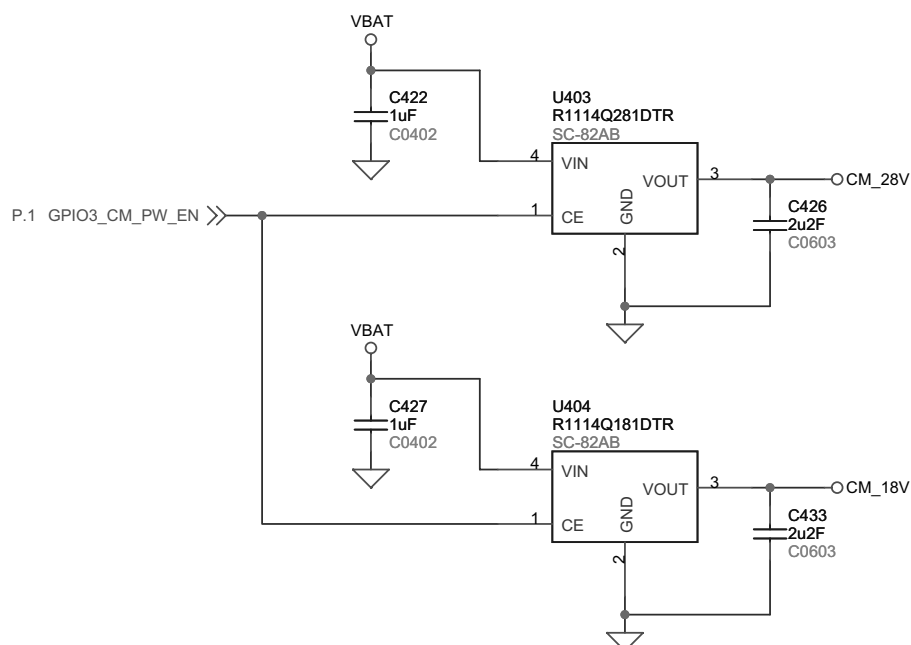 VBAT
C422
1uF
C0402
U403
R1114Q281DTR
SC-82AB
4 VIN
VOUT 3
CM_28V
P.1 GPIO3_CM_PW_EN
1 CE
GND
2
C426
2u2F
C0603
VBAT
C427
1uF
C0402
U404
R1114Q181DTR
SC-82AB
4 VIN
VOUT 3
CM_18V
1 CE
GND
2
C433
2u2F
C0603